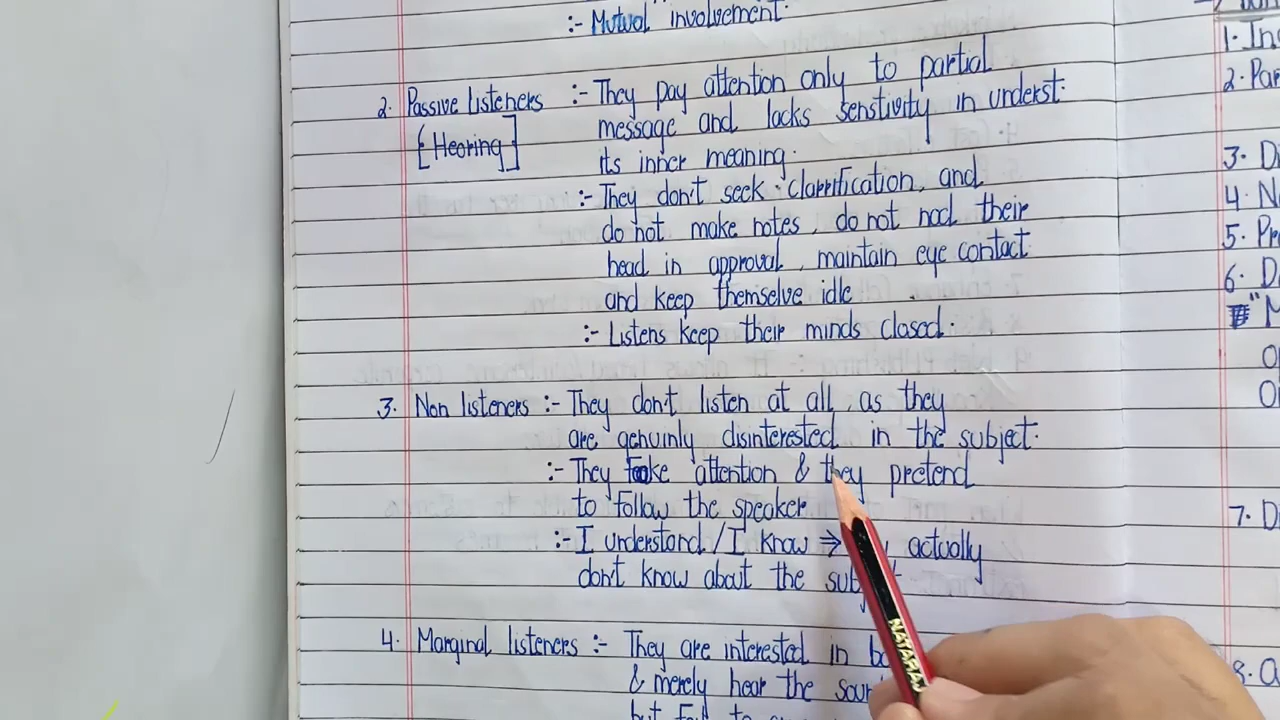 :- Mutual involvement.
2. Passive listeners :- They pay attention only to partial
[Hearing] message and lacks senstivity in underst.
its inner meaning.
:- They don't seek clarrification, and
do not make notes, do not nod their
head in approval, maintain eye contact
and keep themselve idle
:- Listens keep their minds closed.
3. Non listeners :- They don't listen at all, as they
are genuinly disinterested in the subject.
:- They fake attention & they pretend
to follow the speaker
:- I understand/I know ⇒ actually
don't know about the
4. Marginal listeners :- They are interested in
& merely hear the
but
1. In
2. Par
3. D
4. N
5. Pr
6. D
"M
7. D
8. a
NATARAJ